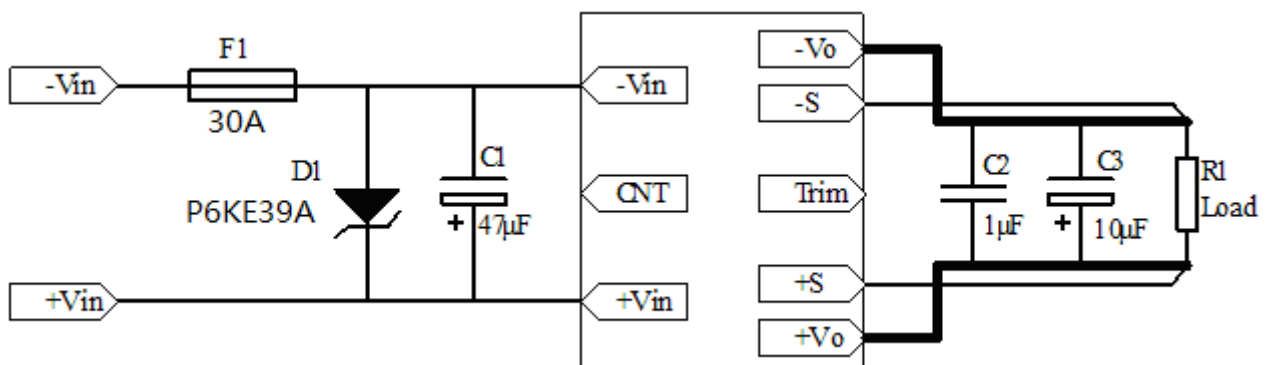 F1
-Vin
30A
D1
P6KE39A
C1
+
47μF
+Vin
-Vin
CNT
+Vin
-Vo
-S
Trim
+S
+Vo
C2
1μF
C3
+
10μF
R1
Load